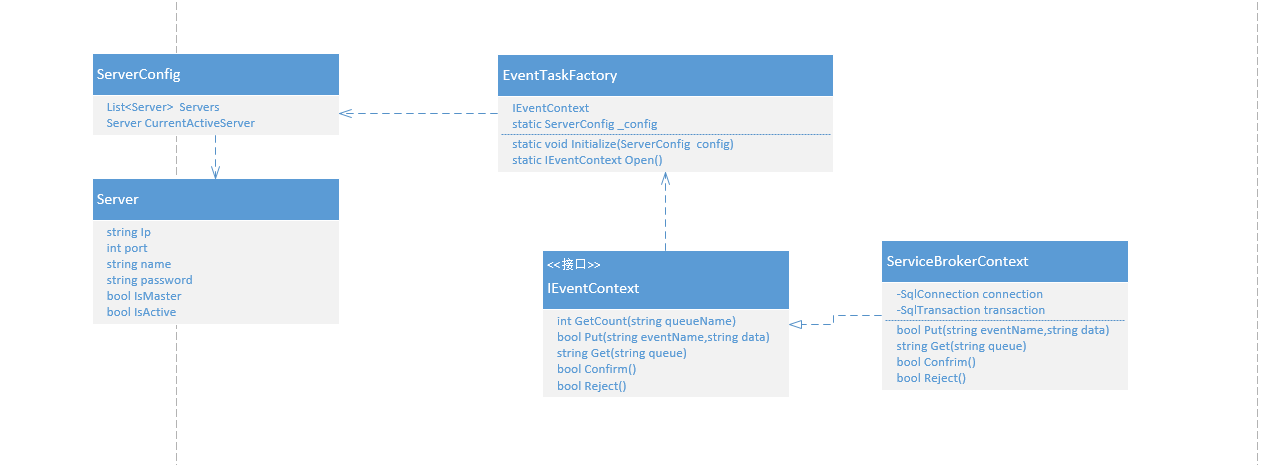 ServerConfig
List<Server>  Servers
Server CurrentActiveServer
Server
string Ip
int port
string name
string password
bool IsMaster
bool IsActive
EventTaskFactory
IEventContext
static ServerConfig _config
static void Initialize(ServerConfig  config)
static IEventContext Open()
<<接口>>
IEventContext
int GetCount(string queueName)
bool Put(string eventName,string data)
string Get(string queue)
bool Confirm()
bool Reject()
ServiceBrokerContext
-SqlConnection connection
-SqlTransaction transaction
bool Put(string eventName,string data)
string Get(string queue)
bool Confrim()
bool Reject()